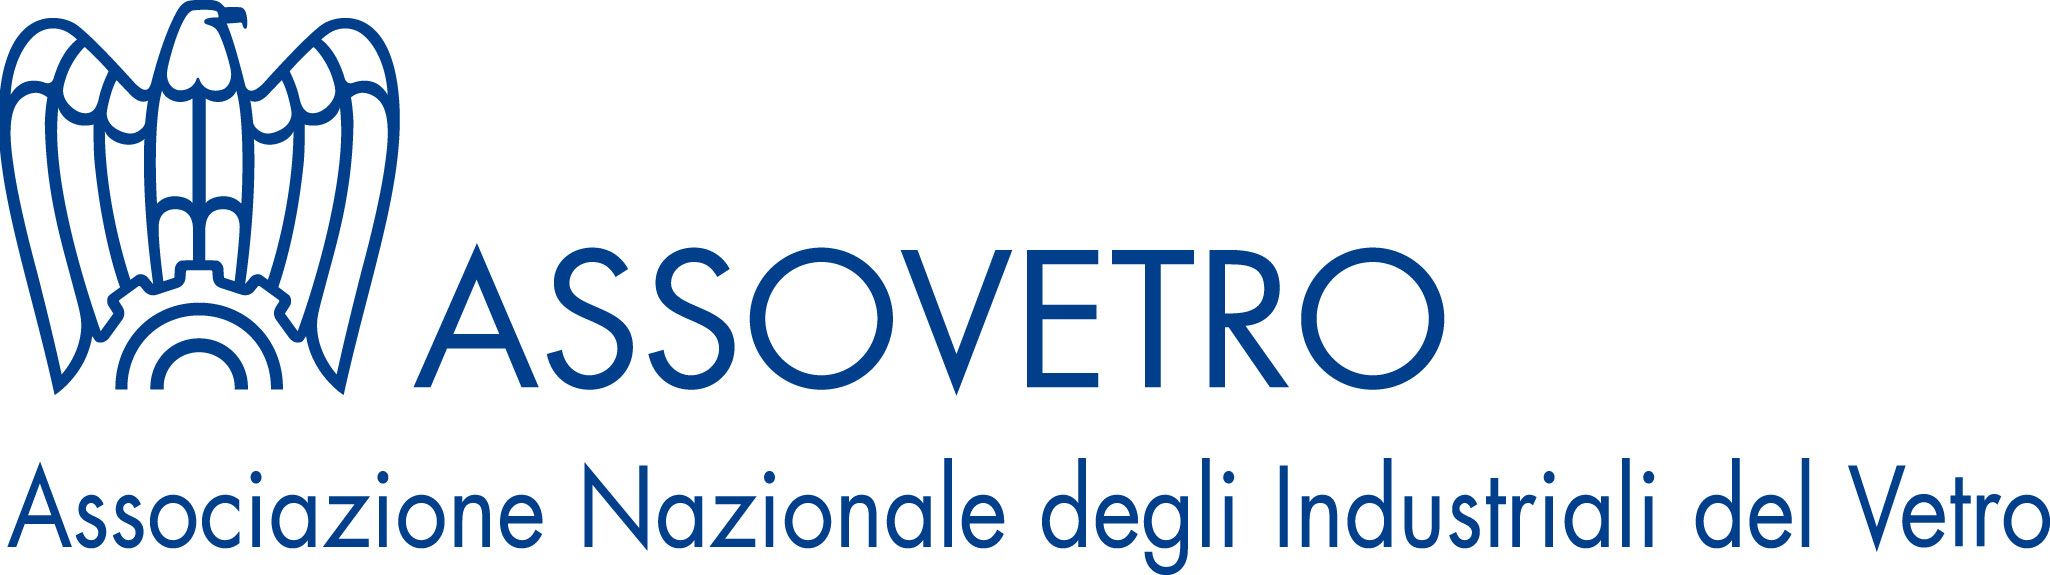 ASSOVETRO
Associazione Nazionale degli Industriali del Vetro